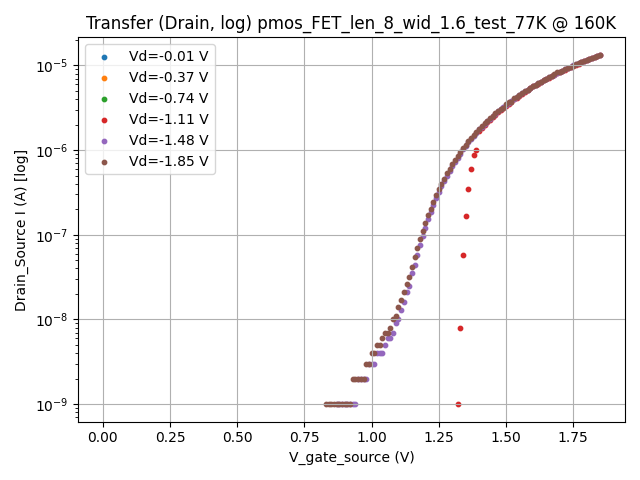 Transfer (Drain, log) pmos_FET_len_8_wid_1.6_test_77K @ 160K
Vd=-0.01 V
Vd=-0.37 V
Vd=-0.74 V
Vd=-1.11 V
Vd=-1.48 V
Vd=-1.85 V
Drain_Source I (A) [log]
10⁻⁵
10⁻⁶
10⁻⁷
10⁻⁸
10⁻⁹
0.00 0.25 0.50 0.75 1.00 1.25 1.50 1.75
V_gate_source (V)